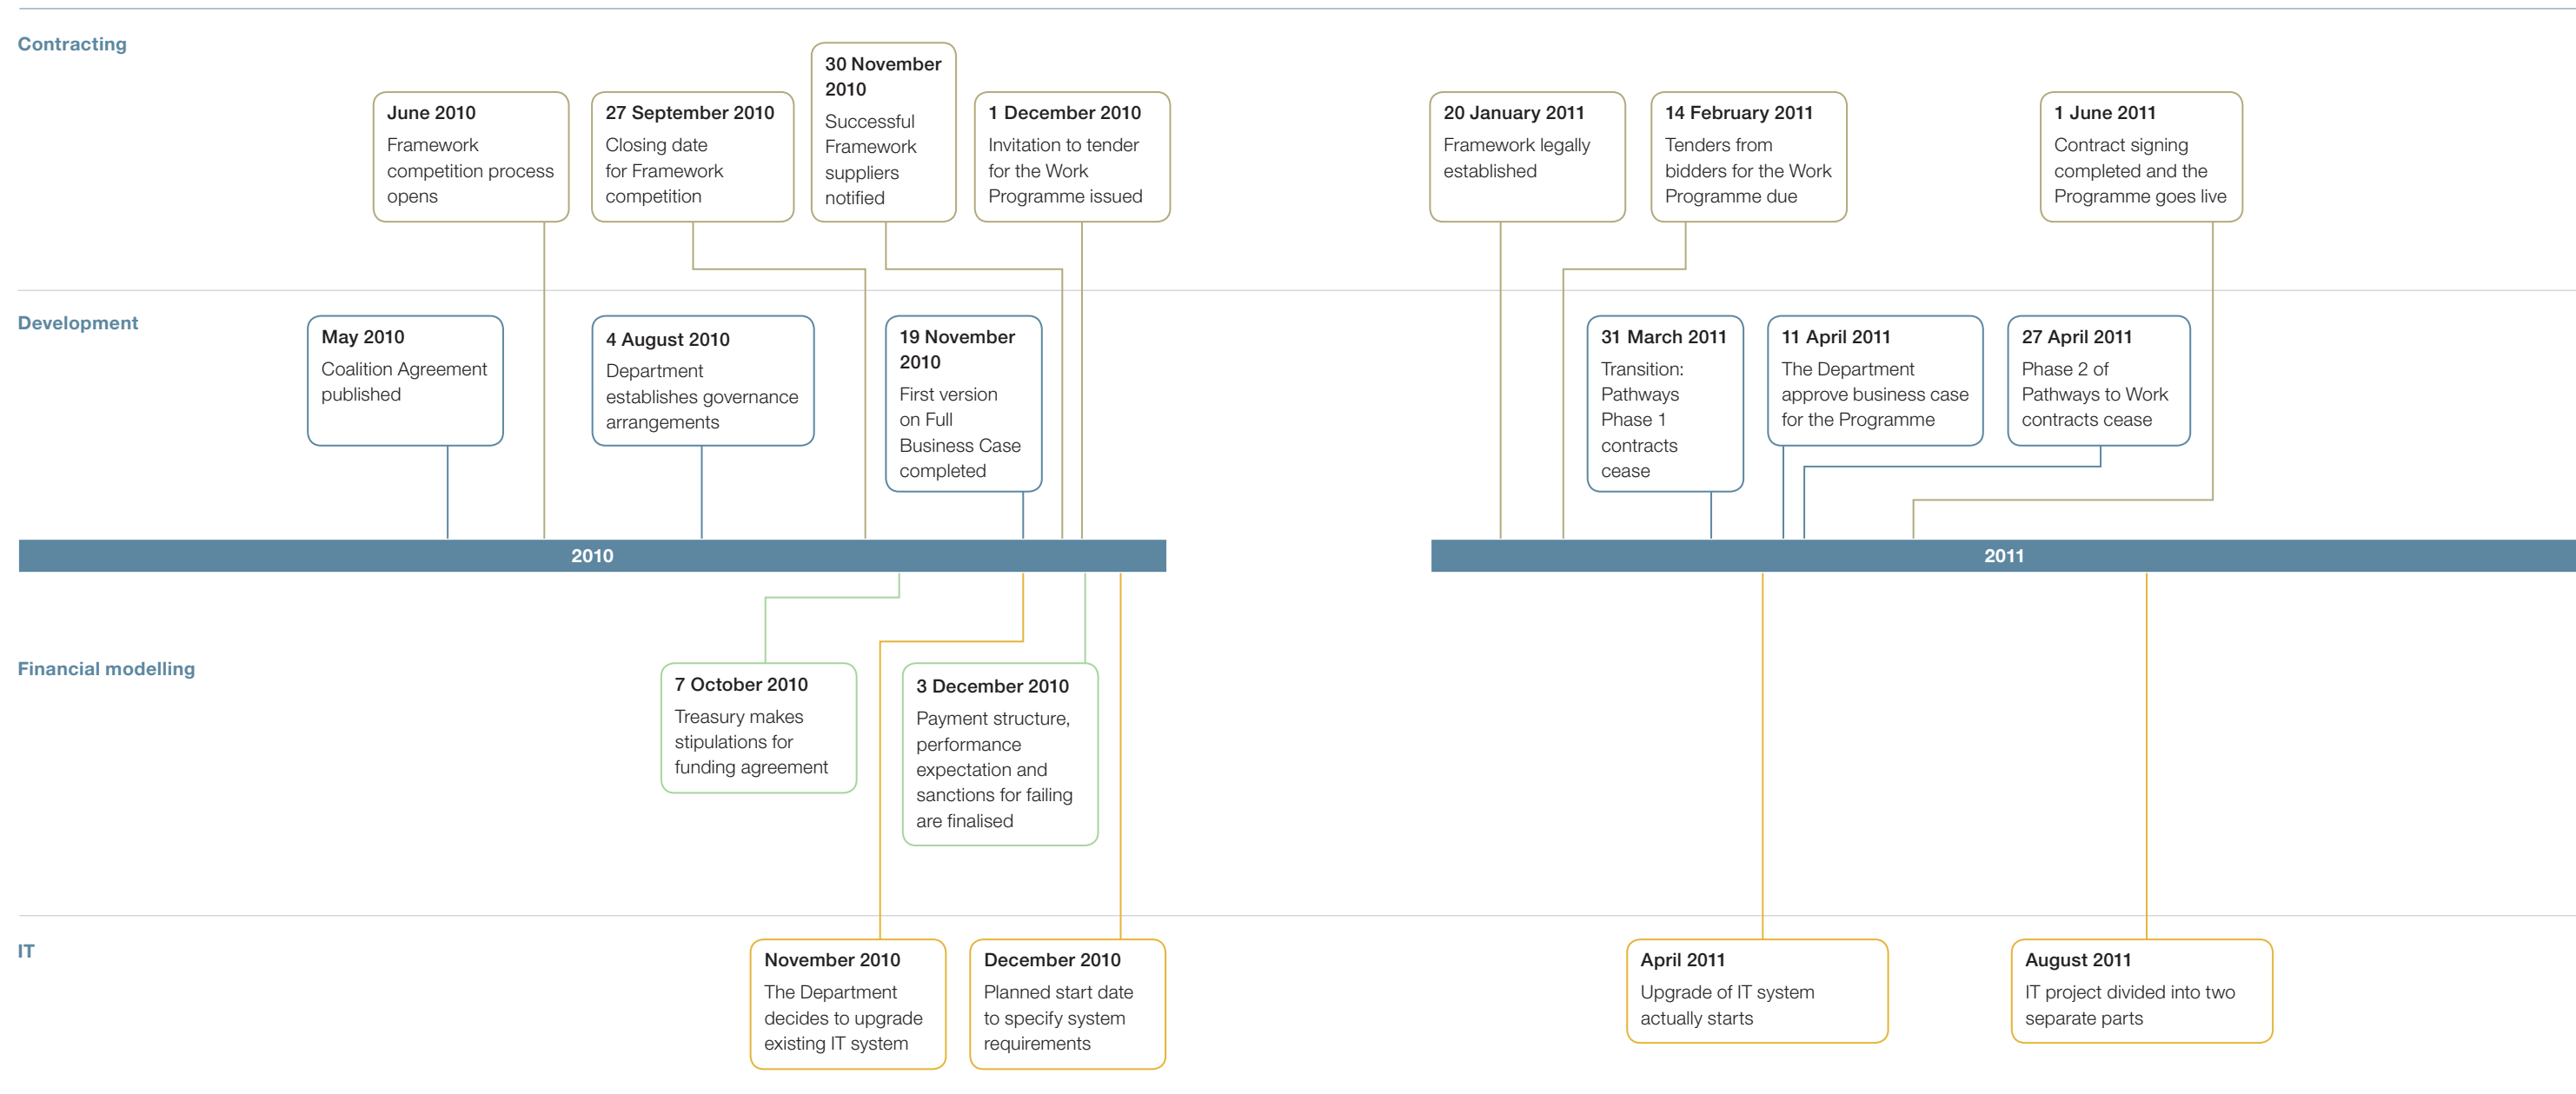 Contracting
June 2010
Framework
competition process
opens
27 September 2010
Closing date
for Framework
competition
30 November
2010
Successful
Framework
suppliers
notified
1 December 2010
Invitation to tender
for the Work
Programme issued
20 January 2011
Framework legally
established
14 February 2011
Tenders from
bidders for the Work
Programme due
1 June 2011
Contract signing
completed and the
Programme goes live
Development
May 2010
Coalition Agreement
published
4 August 2010
Department
establishes governance
arrangements
19 November
2010
First version
on Full
Business Case
completed
31 March 2011
Transition:
Pathways
Phase 1
contracts
cease
11 April 2011
The Department
approve business case
for the Programme
27 April 2011
Phase 2 of
Pathways to Work
contracts cease
2010
2011
Financial modelling
7 October 2010
Treasury makes
stipulations for
funding agreement
3 December 2010
Payment structure,
performance
expectation and
sanctions for failing
are finalised
IT
November 2010
The Department
decides to upgrade
existing IT system
December 2010
Planned start date
to specify system
requirements
April 2011
Upgrade of IT system
actually starts
August 2011
IT project divided into two
separate parts